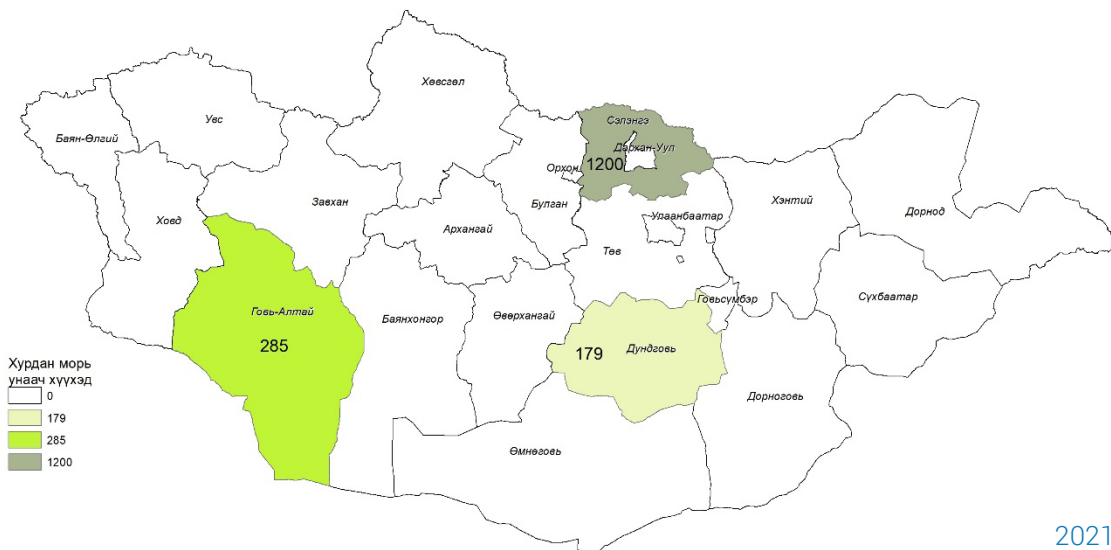 Хөвсгөл
Увс
Баян-Өлгий
Сэлэнгэ
Дархан-Уул
Орхон
1200
Ховд
Завхан
Булган
Хэнтий
Дорнод
Архангай
Улаанбаатар
Төв
Говь-Алтай
285
Баянхонгор
Өвөрхангай
Говьсүмбэр
Сүхбаатар
179
Дундговь
Дорноговь
Өмнөговь
Хурдан морь
унаач хүүхэд
0
179
285
1200
2021